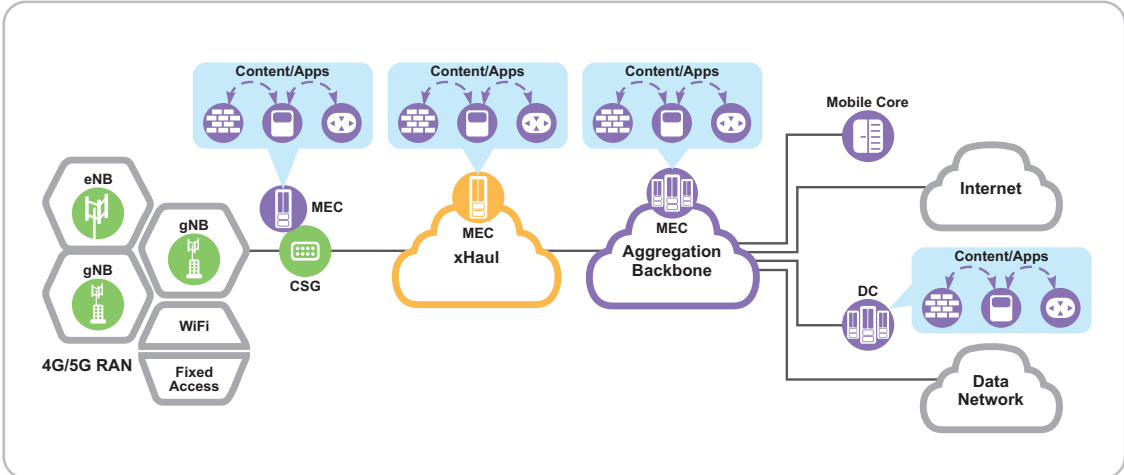 Content/Apps
Content/Apps
Content/Apps
Mobile Core
eNB
MEC
gNB
Internet
MEC
xHaul
MEC
Aggregation
Backbone
gNB
CSG
Content/Apps
DC
WiFi
4G/5G RAN
Fixed
Access
Data
Network